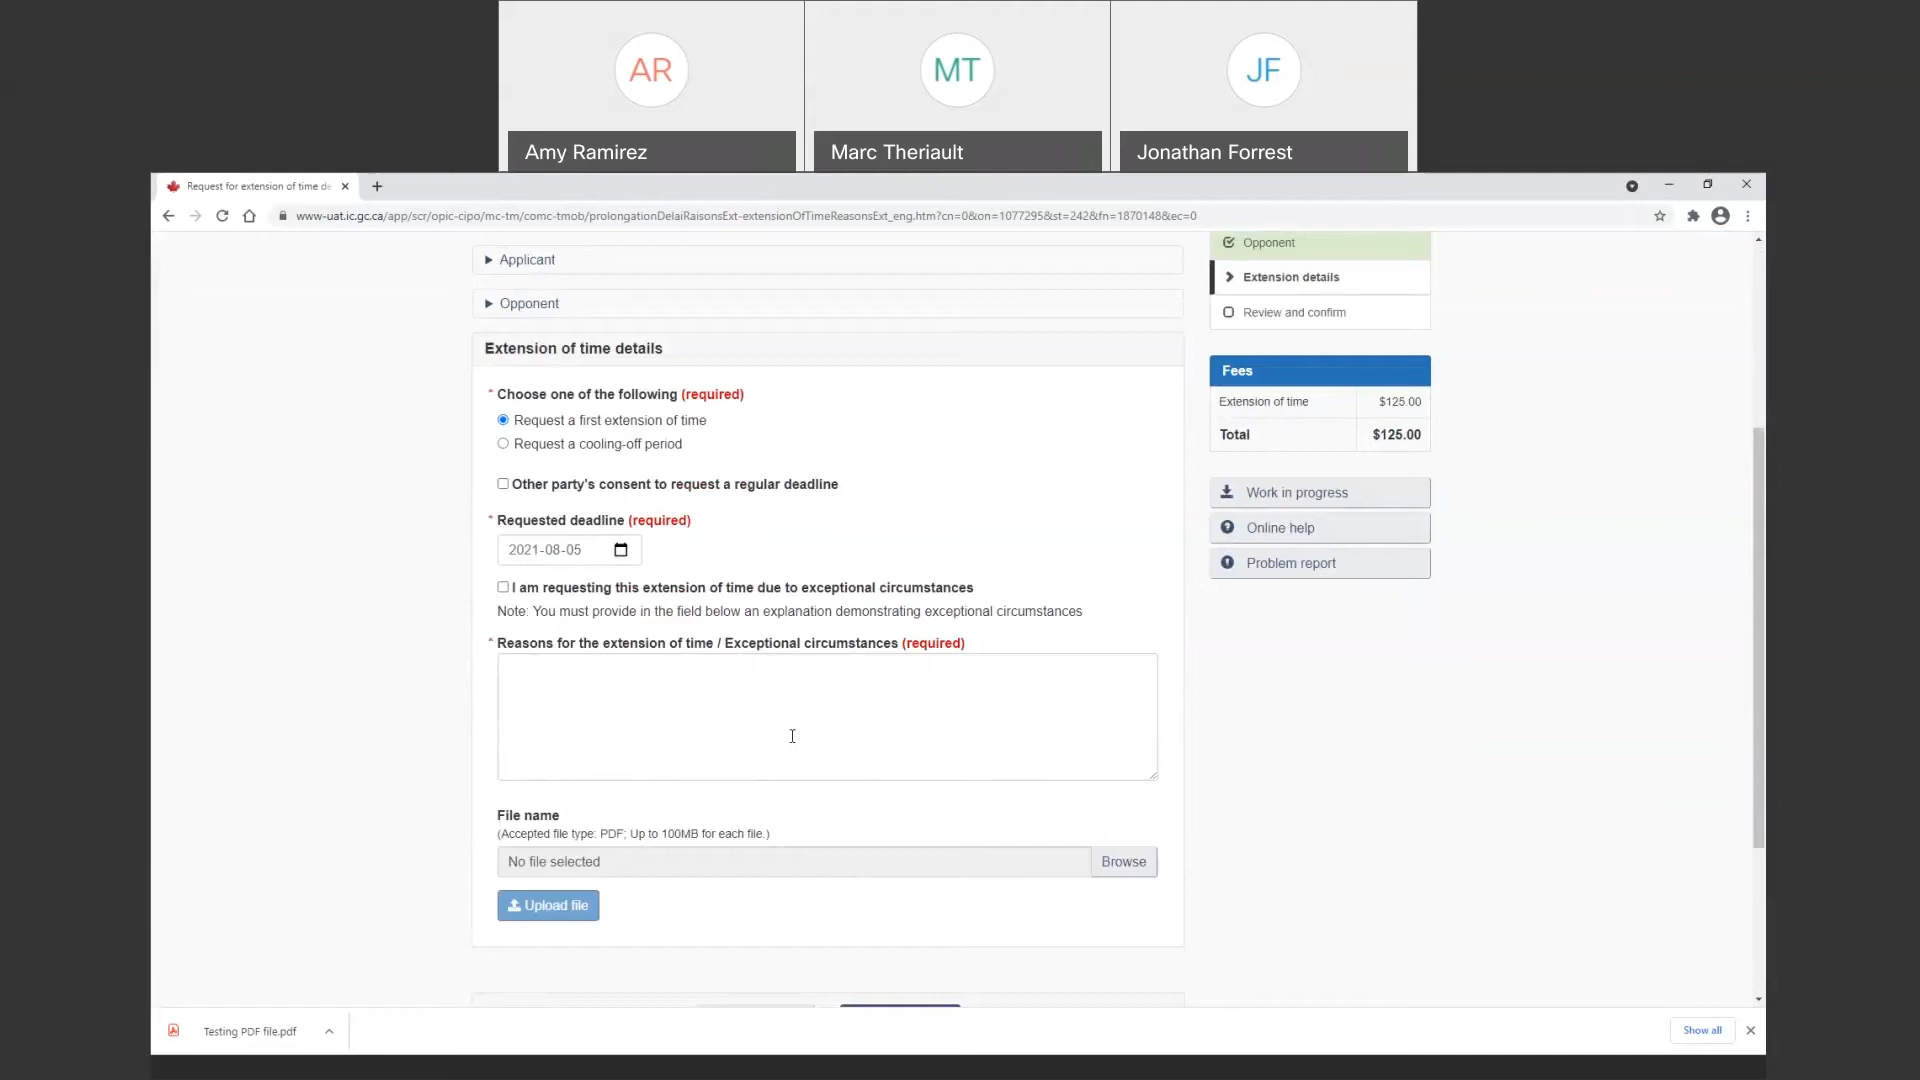 AR
MT
JF
Amy Ramirez
Marc Theriault
Jonathan Forrest
Request for extension of time de
www-uat.ic.gc.ca/app/scr/opic-cipo/mc-tm/comc-tmob/prolongationDelaiRaisonsExt-extensionOfTimeReasonsExt_eng.htm?cn=0&on=1077295&st=242&fn=1870148&ec=0
Applicant
Opponent
Extension of time details
* Choose one of the following (required)
Request a first extension of time
Request a cooling-off period
Other party's consent to request a regular deadline
* Requested deadline (required)
2021-08-05
I am requesting this extension of time due to exceptional circumstances
Note: You must provide in the field below an explanation demonstrating exceptional circumstances
* Reasons for the extension of time / Exceptional circumstances (required)
File name
(Accepted file type: PDF; Up to 100MB for each file.)
No file selected
Browse
Upload file
Opponent
Extension details
Review and confirm
Fees
Extension of time $125.00
Total $125.00
Work in progress
Online help
Problem report
Testing PDF file.pdf
Show all